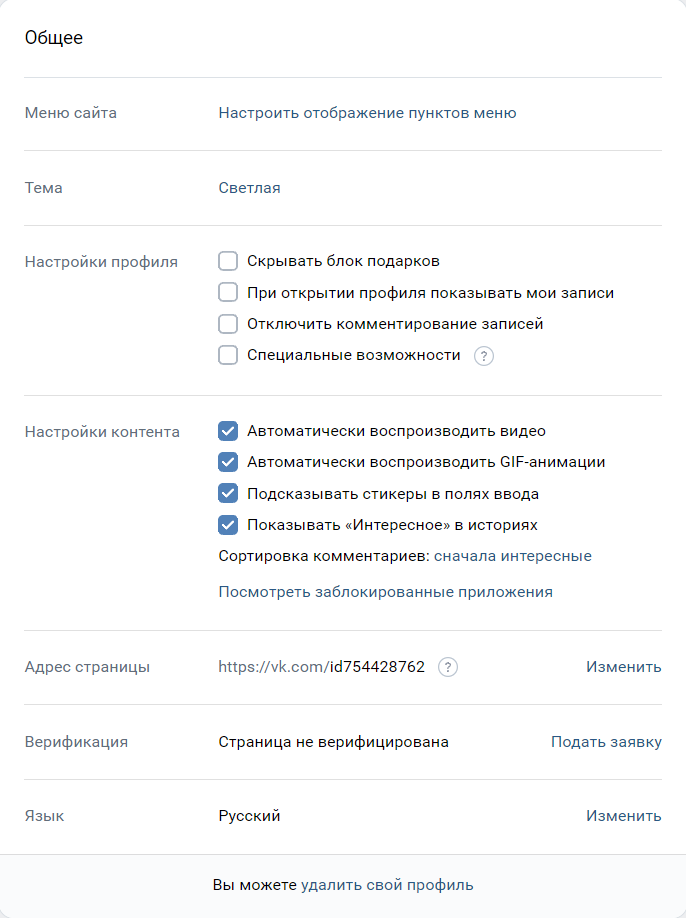 Общее
Меню сайта Настроить отображение пунктов меню
Тема Светлая
Настройки профиля Скрывать блок подарков
При открытии профиля показывать мои записи
Отключить комментирование записей
Специальные возможности ?
Настройки контента Автоматически воспроизводить видео
Автоматически воспроизводить GIF-анимации
Подсказывать стикеры в полях ввода
Показывать «Интересное» в историях
Сортировка комментариев: сначала интересные
Посмотреть заблокированные приложения
Адрес страницы https://vk.com/id754428762 ? Изменить
Верификация Страница не верифицирована Подать заявку
Язык Русский Изменить
Вы можете удалить свой профиль